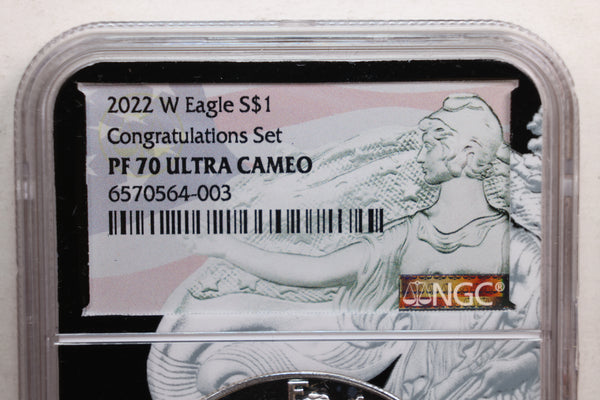 2022 W Eagle S$1
Congratulations Set
PF 70 ULTRA CAMEO
6570564-003
NGC®
E